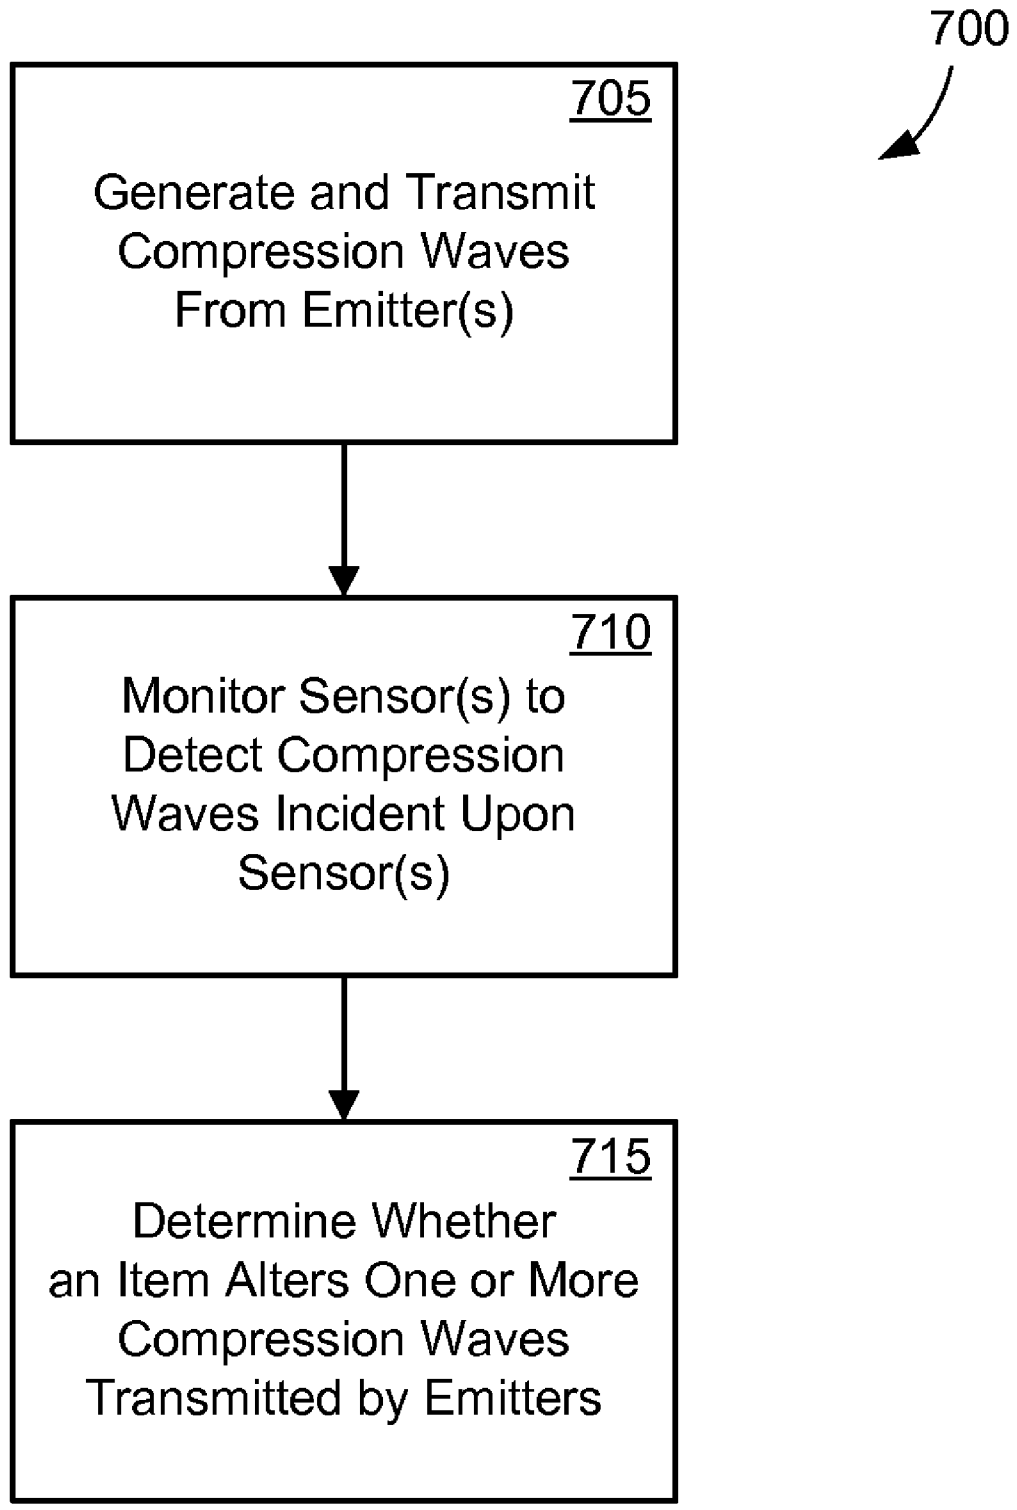 700
705
Generate and Transmit
Compression Waves
From Emitter(s)
710
Monitor Sensor(s) to
Detect Compression
Waves Incident Upon
Sensor(s)
715
Determine Whether
an Item Alters One or More
Compression Waves
Transmitted by Emitters